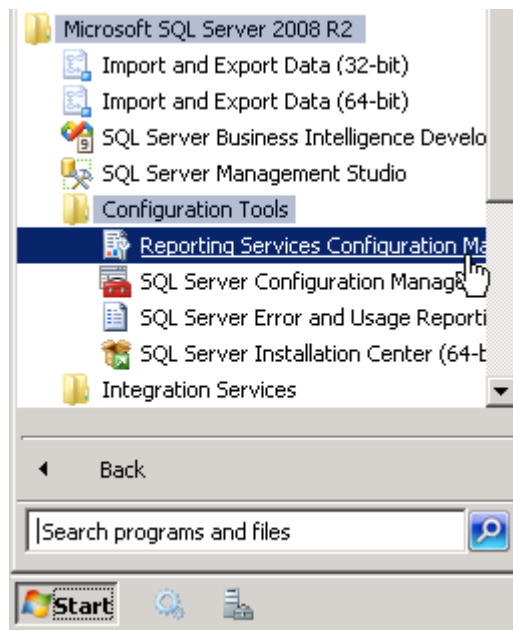 Microsoft SQL Server 2008 R2
Import and Export Data (32-bit)
Import and Export Data (64-bit)
9
SQL Server Business Intelligence Develo
SQL Server Management Studio
Configuration Tools
Reporting Services Configuration Ma
SQL Server Configuration Manag
SQL Server Error and Usage Reporti
SQL Server Installation Center (64-b
Integration Services
Back
Search programs and files
Start